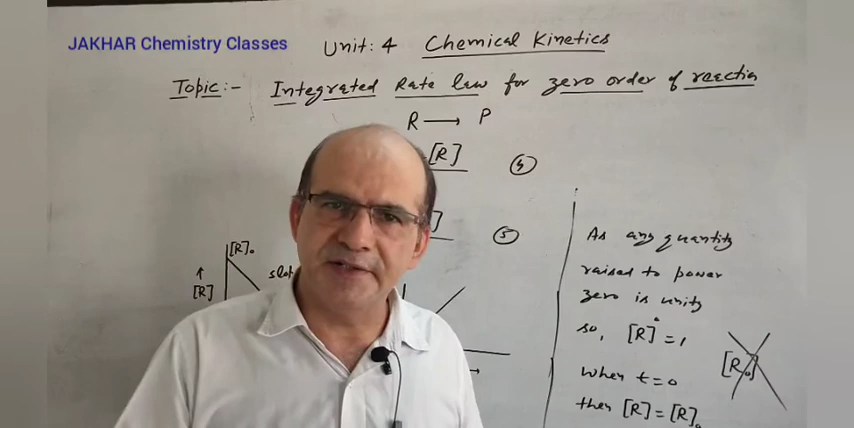 JAKHAR Chemistry Classes
Unit: 4 Chemical Kinetics
Topic:- Integrated Rate law for zero order of reaction
R ⟶ P
[R]
④
]
⑤
[R]₀
↑
slo
[R]
As any quantity
raised to power
zero is unity
so, [R]⁰ = 1
[R₀]
When t=0
then [R] = [R]₀